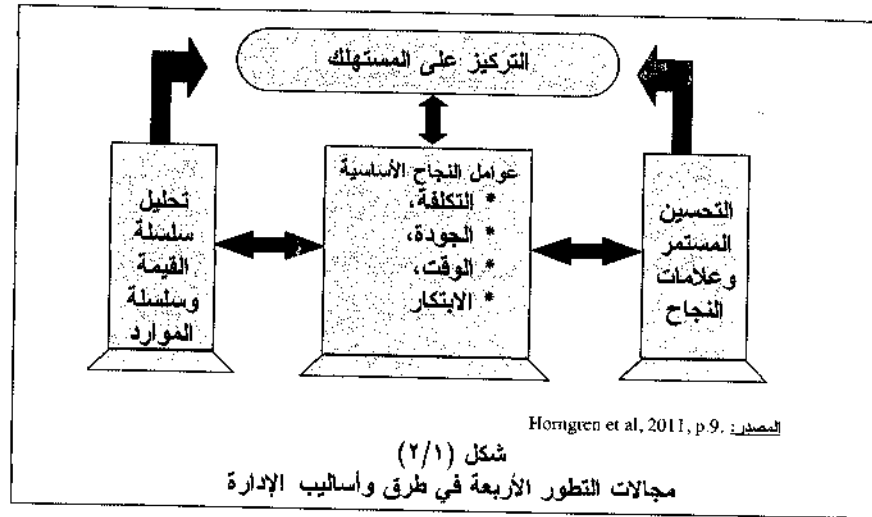 التركيز على المستهلك
التحسين
المستمر
وعلامات
النجاح
عوامل النجاح الأساسية
* التكلفة،
* الجودة،
* الوقت،
* الابتكار
تحليل
سلسلة
القيمة
وسلسلة
الموارد
المصدر: Horngren et al, 2011, p.9.
شكل (٢/١)
مجالات التطور الأربعة في طرق وأساليب الإدارة